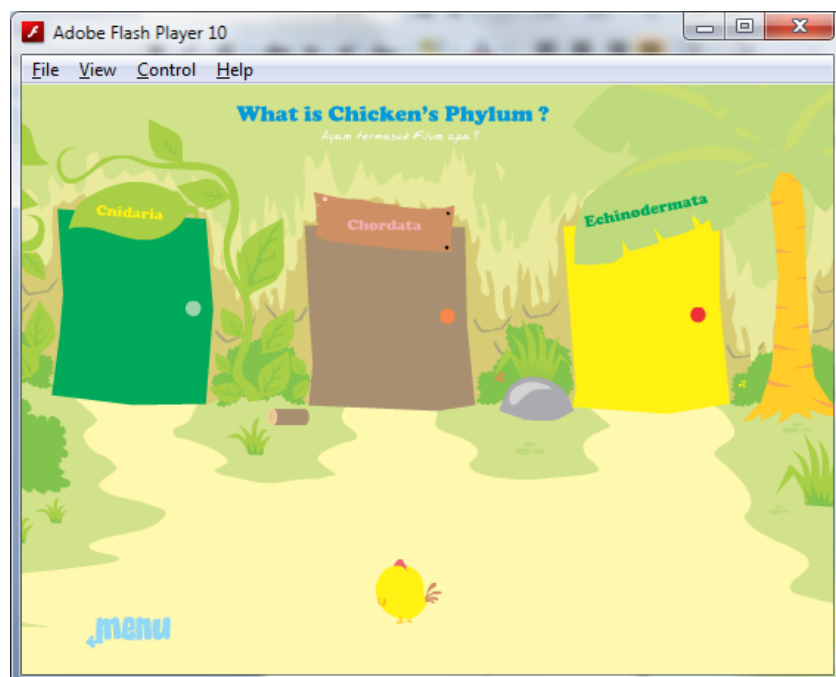 Adobe Flash Player 10
File View Control Help
What is Chicken's Phylum ?
Ayam termasuk Filum apa ?
Cnidaria
Chordata
Echinodermata
menu